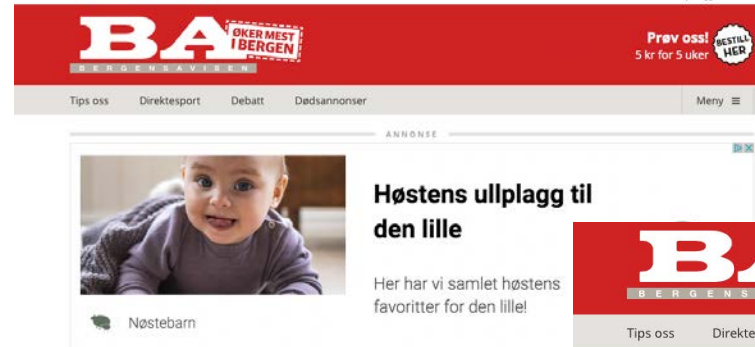 BA
BERGENSAVISEN
ØKER MEST
I BERGEN
Prøv oss!
5 kr for 5 uker
BESTILL
HER
Tips oss
Direktesport
Debatt
Dødsannonser
Meny
ANNONSE
Høstens ullplagg til
den lille
Her har vi samlet høstens
favoritter for den lille!
Nøstebarn
BA
BERGENS
Tips oss
Direkte